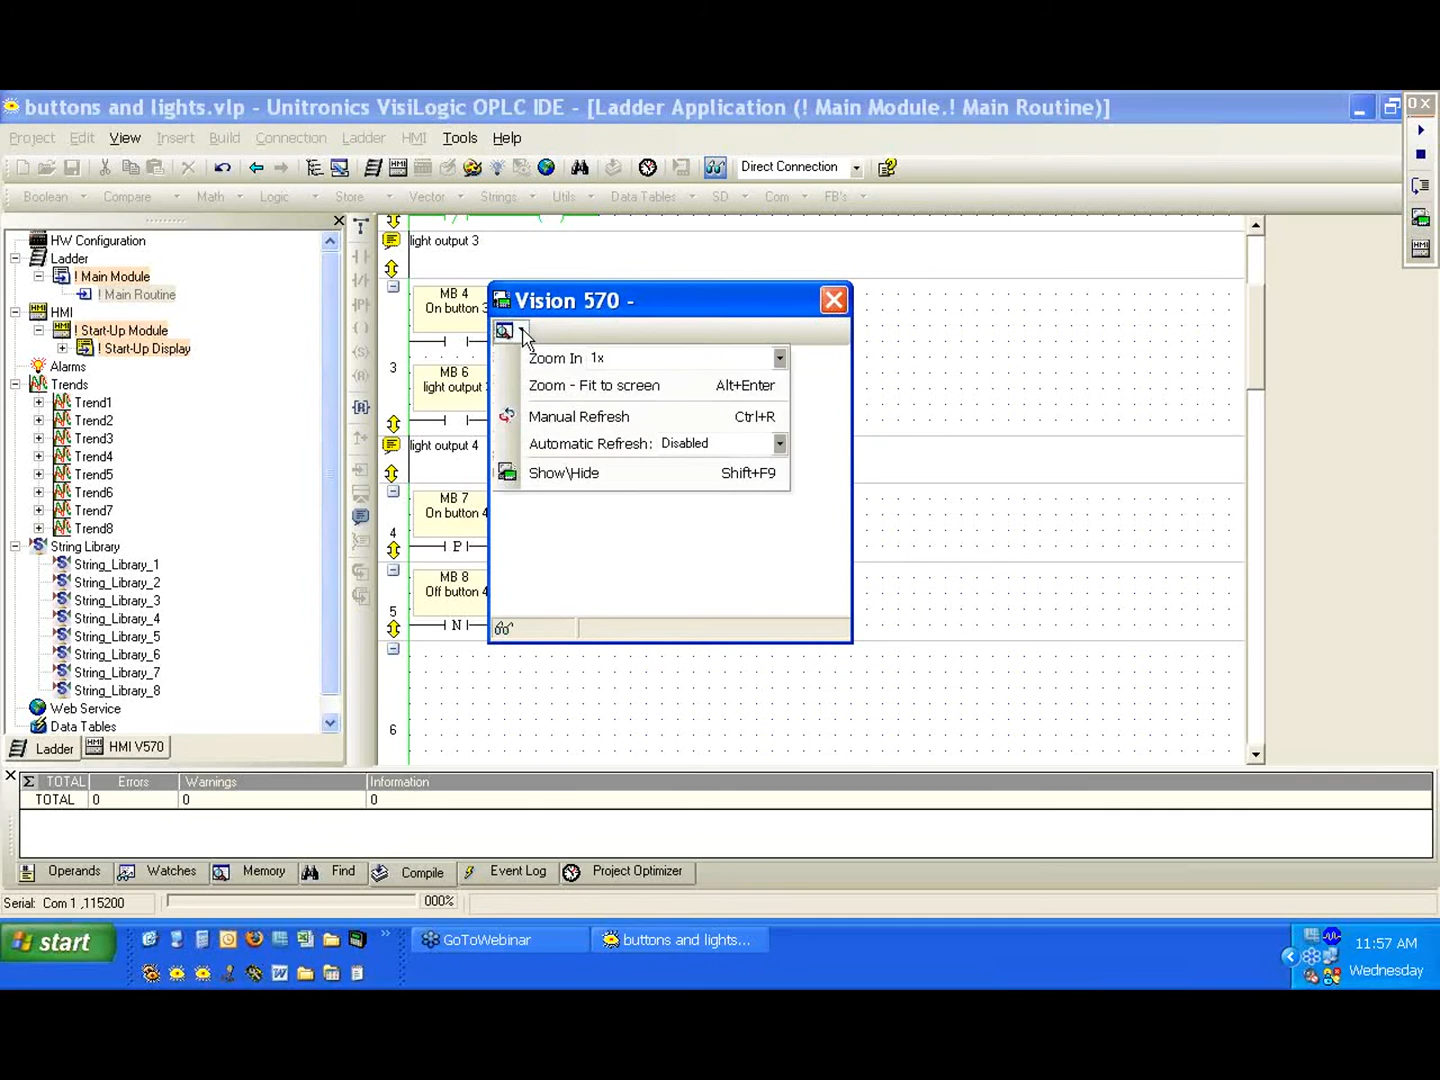 buttons and lights.vlp - Unitronics VisiLogic OPLC IDE - [Ladder Application (! Main Module.! Main Routine)]
Project Edit View Insert Build Connection Ladder HMI Tools Help
Direct Connection
Boolean Compare Math Logic Store Vector Strings Utils Data Tables SD Com FB's
HW Configuration
Ladder
! Main Module
! Main Routine
HMI
! Start-Up Module
! Start-Up Display
Alarms
Trends
Trend1
Trend2
Trend3
Trend4
Trend5
Trend6
Trend7
Trend8
String Library
String_Library_1
String_Library_2
String_Library_3
String_Library_4
String_Library_5
String_Library_6
String_Library_7
String_Library_8
Web Service
Data Tables
Ladder HMI V570
light output 3
MB 4
On button 3
3
MB 6
light output
light output 4
MB 7
On button 4
4
P
MB 8
Off button 4
5
N
6
Vision 570 -
Zoom In 1x
Zoom - Fit to screen Alt+Enter
Manual Refresh Ctrl+R
Automatic Refresh: Disabled
Show\Hide Shift+F9
TOTAL Errors Warnings Information
TOTAL 0 0 0
Operands Watches Memory Find Compile Event Log Project Optimizer
Serial: Com 1 ,115200 000%
start GoToWebinar buttons and lights... 11:57 AM
Wednesday